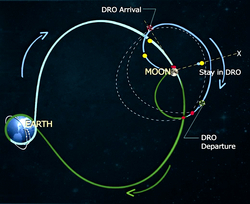 DRO Arrival
X
MOON
Stay in DRO
EARTH
DRO
Departure